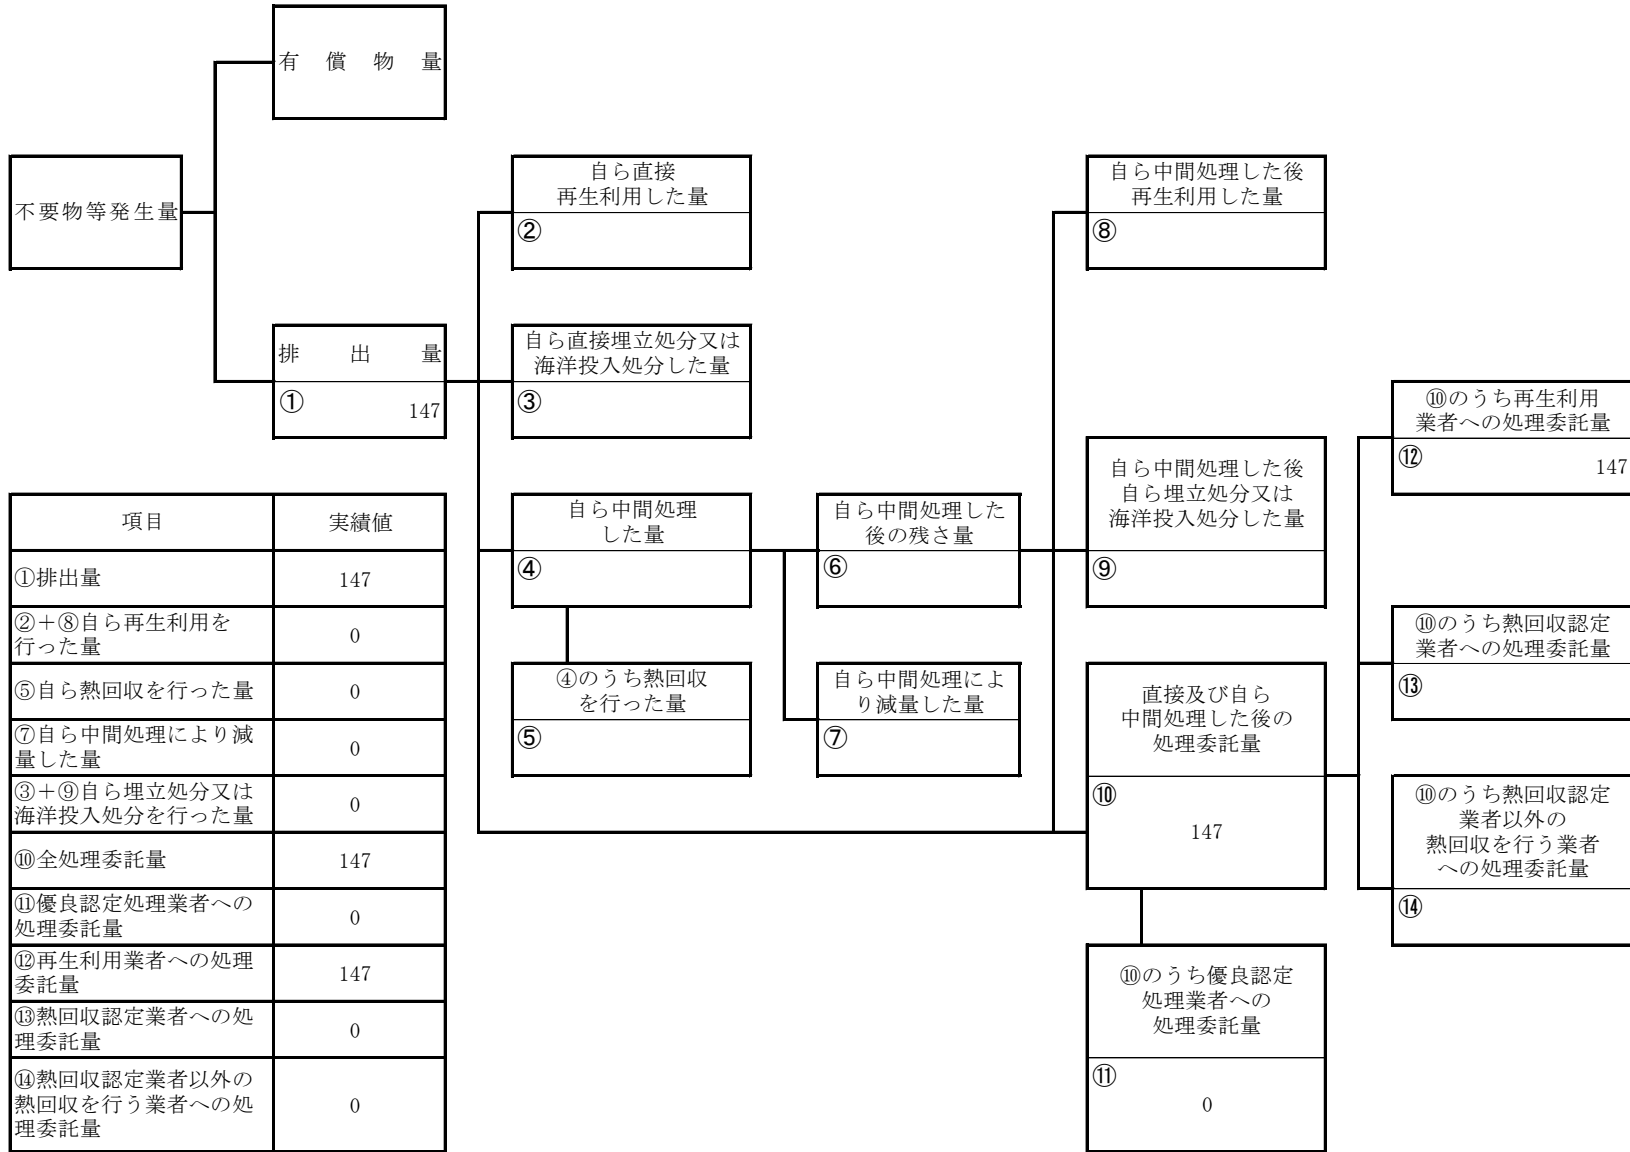 有償物量
不要物等発生量
自ら直接
再生利用した量
②
自ら中間処理した後
再生利用した量
⑧
排出量
①
147
自ら直接埋立処分又は
海洋投入処分した量
③
⑩のうち再生利用
業者への処理委託量
⑫
147
自ら中間処理
した量
④
自ら中間処理した
後の残さ量
⑥
自ら中間処理した後
自ら埋立処分又は
海洋投入処分した量
⑨
④のうち熱回収
を行った量
⑤
自ら中間処理によ
り減量した量
⑦
直接及び自ら
中間処理した後の
処理委託量
⑩
147
⑩のうち熱回収認定
業者への処理委託量
⑬
⑩のうち熱回収認定
業者以外の
熱回収を行う業者
への処理委託量
⑭
⑩のうち優良認定
処理業者への
処理委託量
⑪
0
項目 実績値
①排出量 147
②＋⑧自ら再生利用を
行った量 0
⑤自ら熱回収を行った量 0
⑦自ら中間処理により減
量した量 0
③＋⑨自ら埋立処分又は
海洋投入処分を行った量 0
⑩全処理委託量 147
⑪優良認定処理業者への
処理委託量 0
⑫再生利用業者への処理
委託量 147
⑬熱回収認定業者への処
理委託量 0
⑭熱回収認定業者以外の
熱回収を行う業者への処
理委託量 0